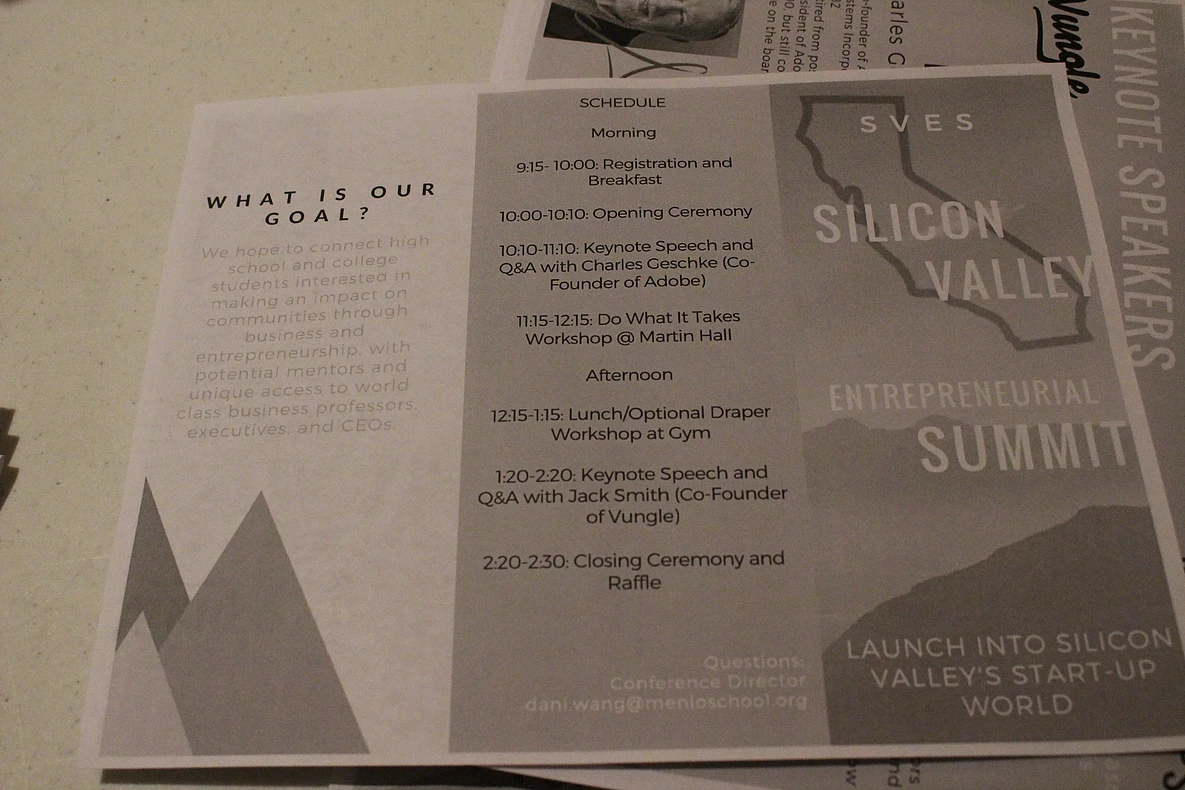 WHAT IS OUR
GOAL?
We hope to connect high
school and college
students interested in
making an impact on
communities through
business and
entrepreneurship, with
potential mentors and
unique access to world
class business professors,
executives, and CEOs.
SCHEDULE
Morning
9:15- 10:00: Registration and
Breakfast
10:00-10:10: Opening Ceremony
10:10-11:10: Keynote Speech and
Q&A with Charles Geschke (Co-
Founder of Adobe)
11:15-12:15: Do What It Takes
Workshop @ Martin Hall
Afternoon
12:15-1:15: Lunch/Optional Draper
Workshop at Gym
1:20-2:20: Keynote Speech and
Q&A with Jack Smith (Co-Founder
of Vungle)
2:20-2:30: Closing Ceremony and
Raffle
Questions:
Conference Director
dani.wang@menloschool.org
SVES
SILICON
VALLEY
ENTREPRENEURIAL
SUMMIT
LAUNCH INTO SILICON
VALLEY'S START-UP
WORLD
KEYNOTE SPEAKERS
Vungle
arles G
-founder of A
stems Incorp
ired from po
sident of Ado
0, but still co
e on the boar